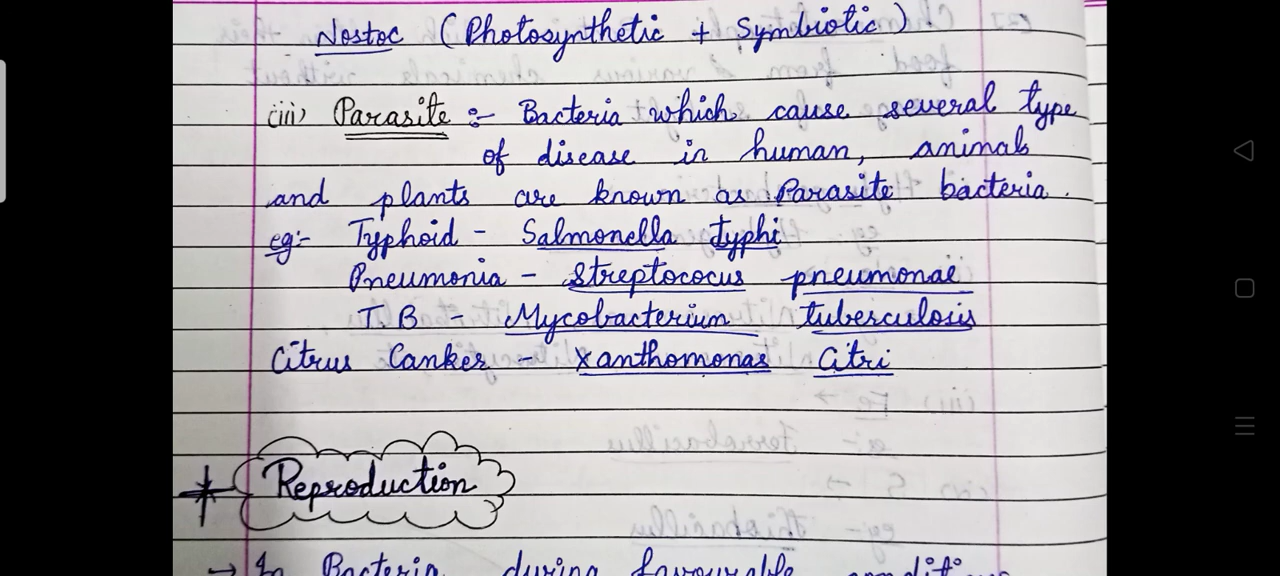 Nostoc (Photosynthetic + Symbiotic)
(iii) Parasite :- Bacteria which cause several type
of disease in human, animals
and plants are known as Parasite bacteria.
eg:- Typhoid - Salmonella typhi
Pneumonia - Streptococus pneumonae
T.B - Mycobacterium tuberculosis
Citrus Canker - Xanthomonas Citri
Reproduction
→ In Bacteria during favourable